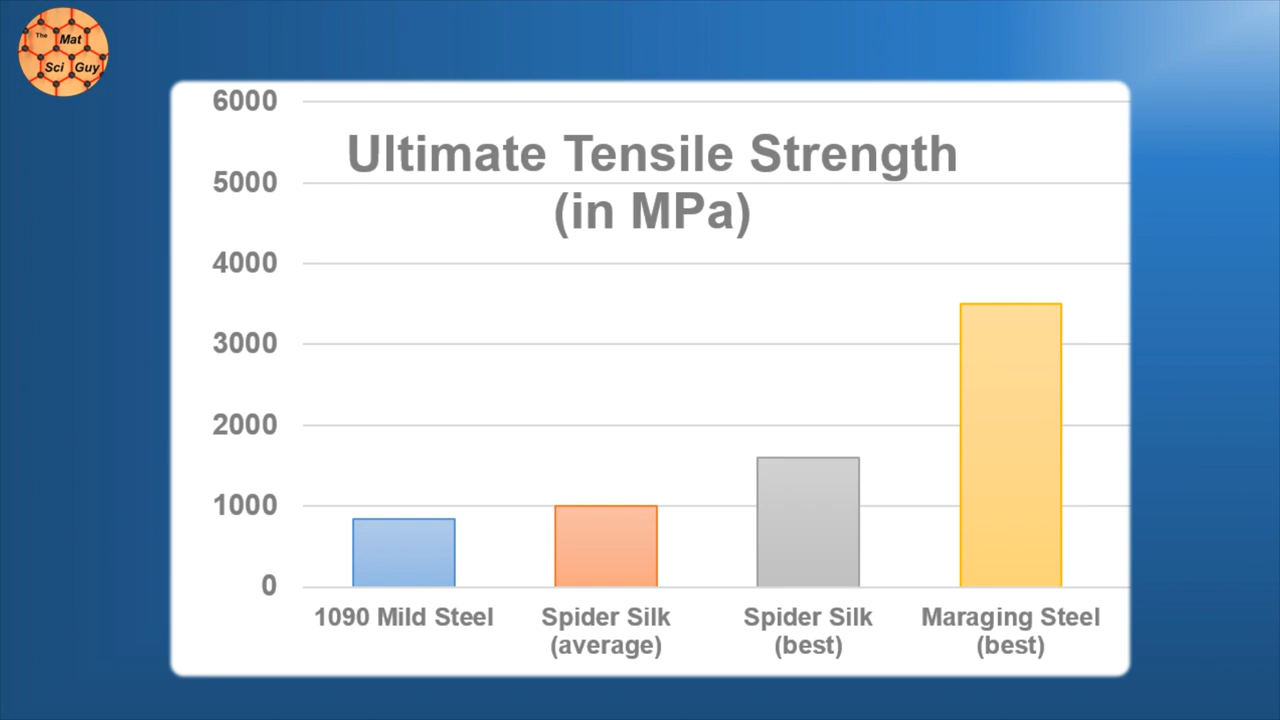 The
Mat
Sci Guy
Ultimate Tensile Strength
(in MPa)
6000
5000
4000
3000
2000
1000
0
1090 Mild Steel
Spider Silk
(average)
Spider Silk
(best)
Maraging Steel
(best)